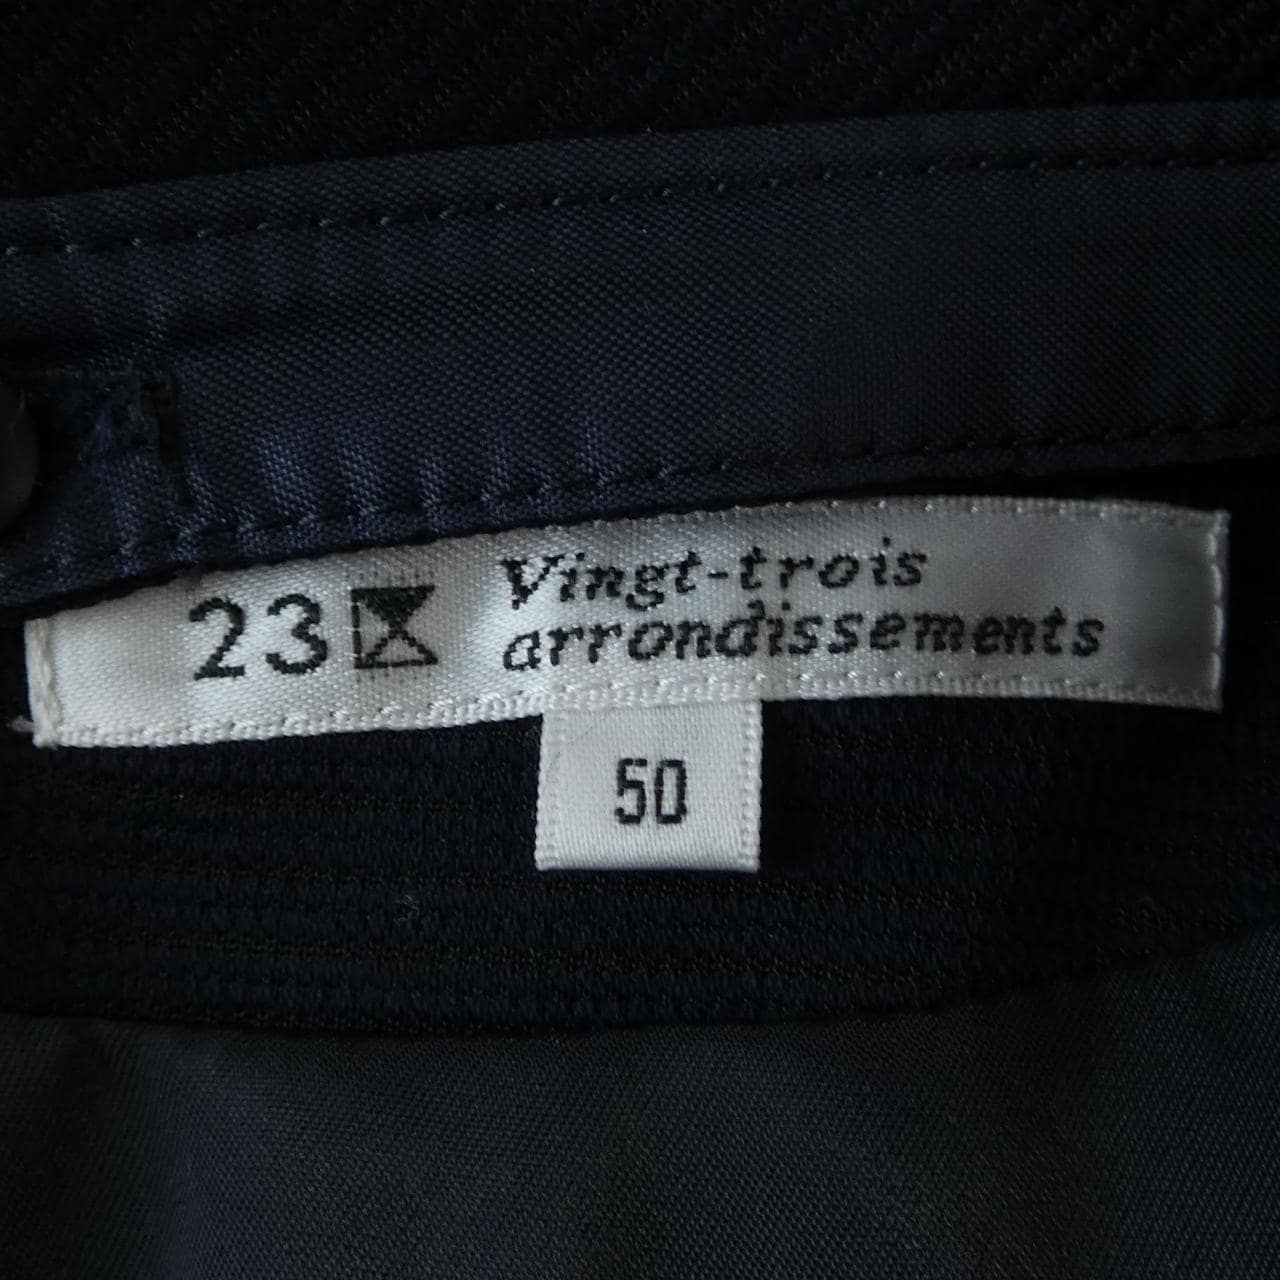 23区 Vingt-trois
arrondissements
50